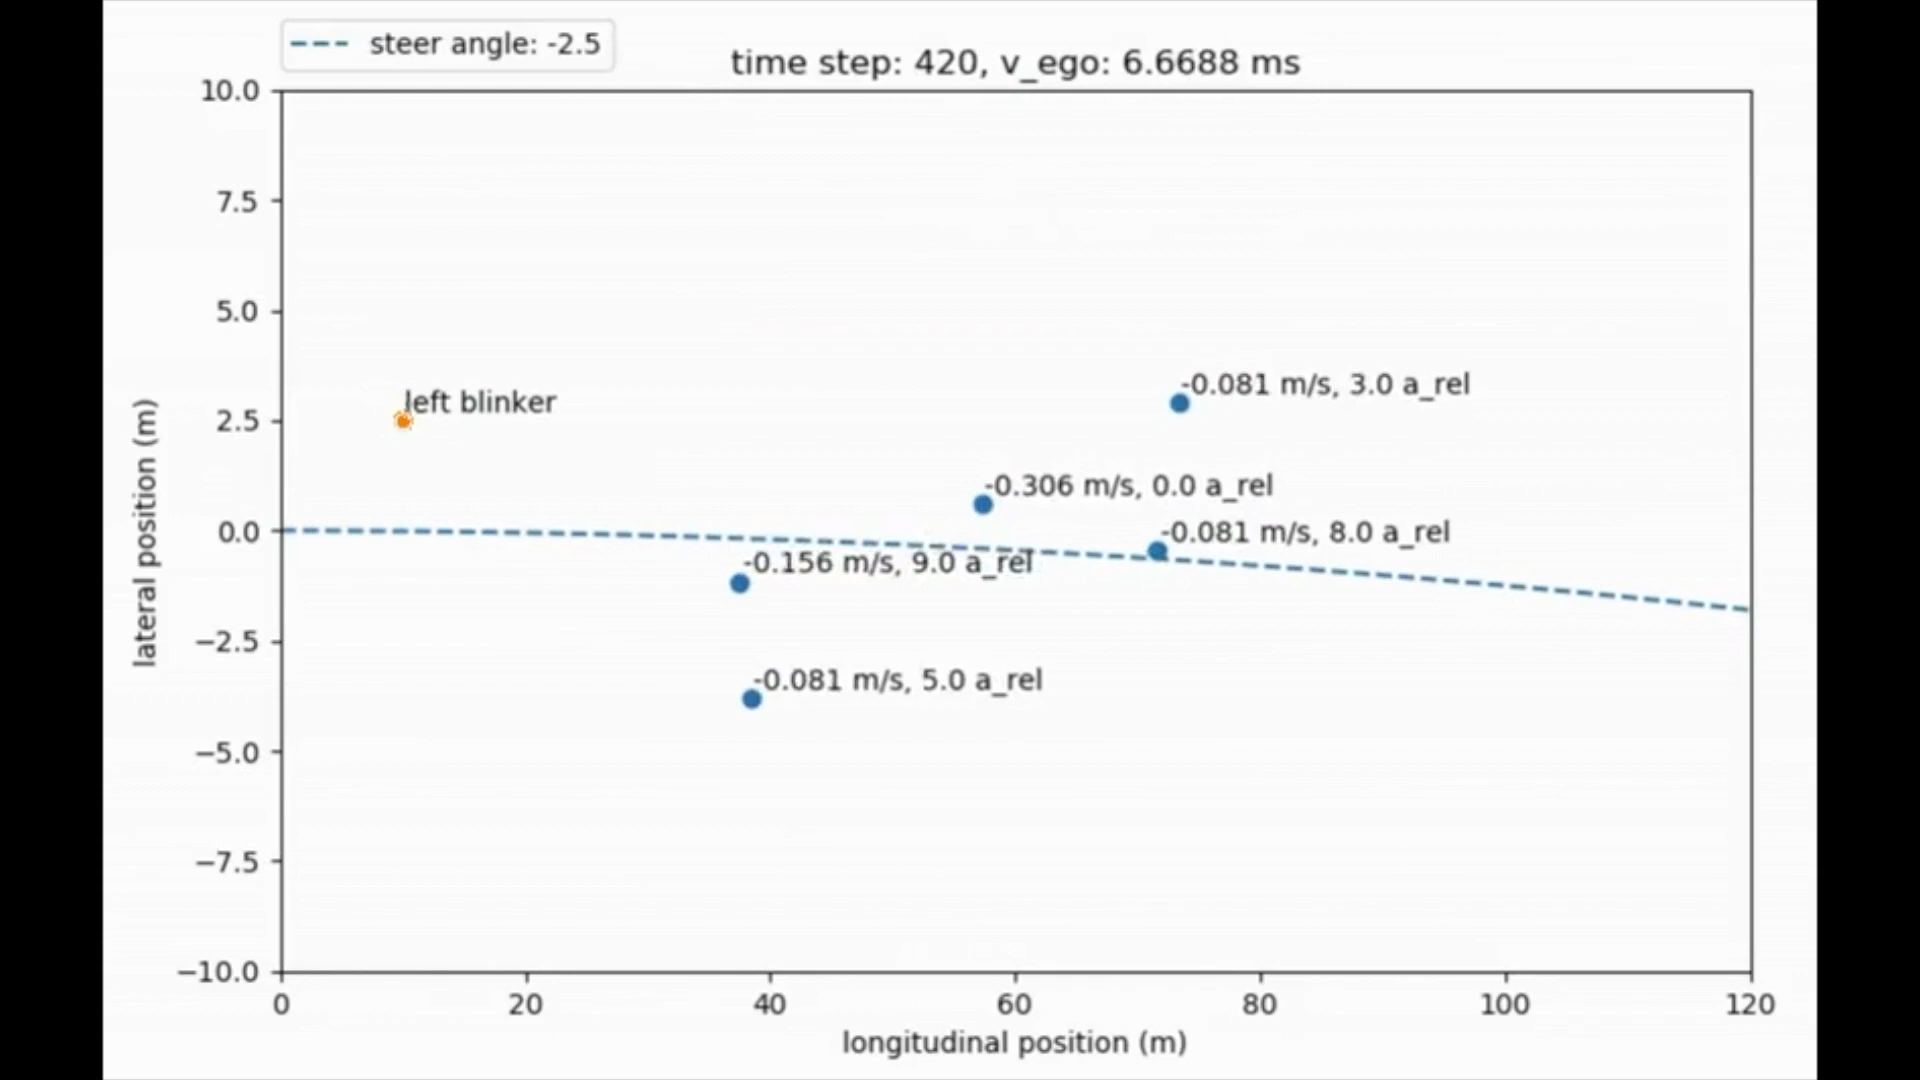 steer angle: -2.5
time step: 420, v_ego: 6.6688 ms
10.0
7.5
5.0
2.5
0.0
−2.5
−5.0
−7.5
−10.0
lateral position (m)
left blinker
-0.081 m/s, 3.0 a_rel
-0.306 m/s, 0.0 a_rel
-0.081 m/s, 8.0 a_rel
-0.156 m/s, 9.0 a_rel
-0.081 m/s, 5.0 a_rel
0 20 40 60 80 100 120
longitudinal position (m)